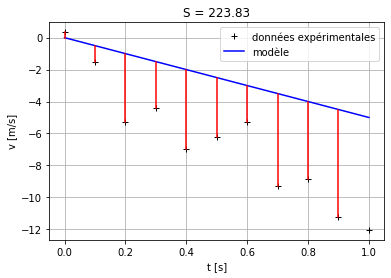 S = 223.83
données expérimentales
modèle
v [m/s]
0
−2
−4
−6
−8
−10
−12
0.0 0.2 0.4 0.6 0.8 1.0
t [s]